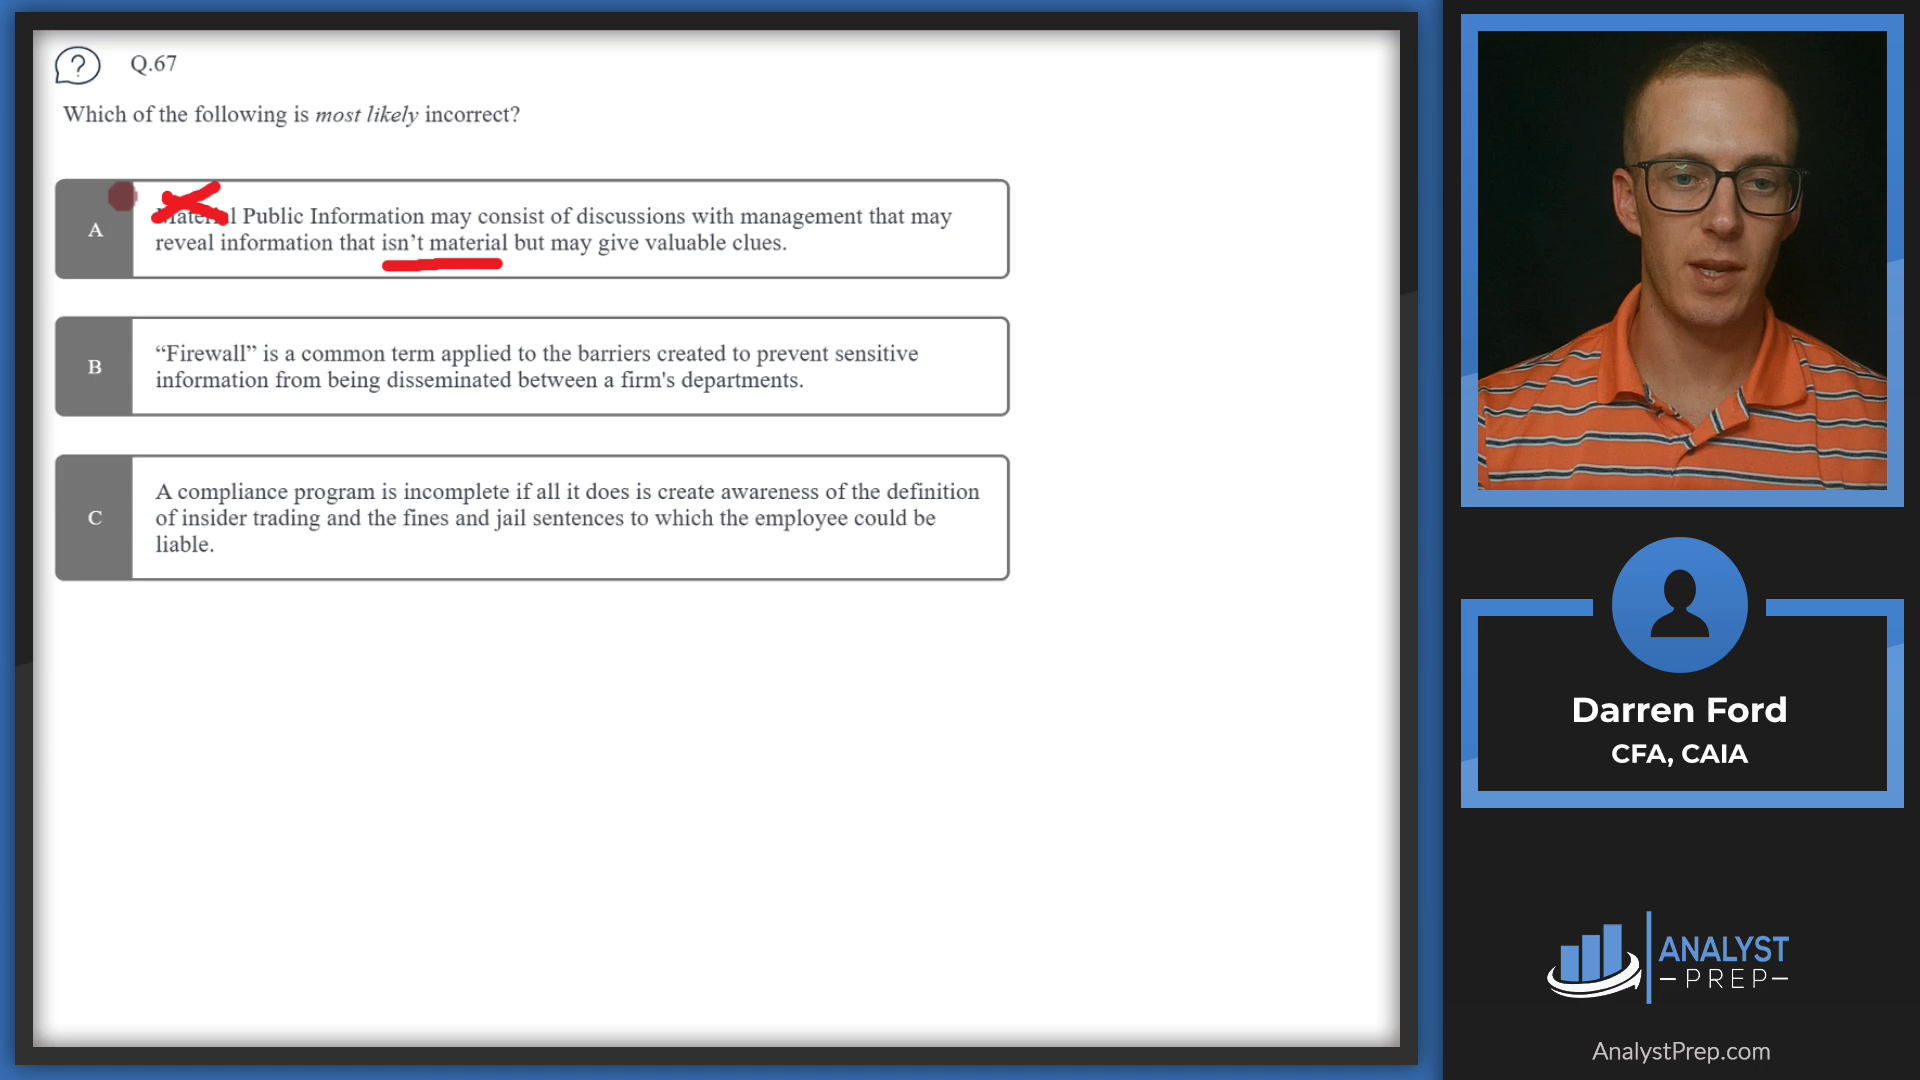 ?
Q.67
Which of the following is most likely incorrect?
A
Material Public Information may consist of discussions with management that may
reveal information that isn’t material but may give valuable clues.
B
“Firewall” is a common term applied to the barriers created to prevent sensitive
information from being disseminated between a firm's departments.
C
A compliance program is incomplete if all it does is create awareness of the definition
of insider trading and the fines and jail sentences to which the employee could be
liable.
Darren Ford
CFA, CAIA
ANALYST
PREP
AnalystPrep.com